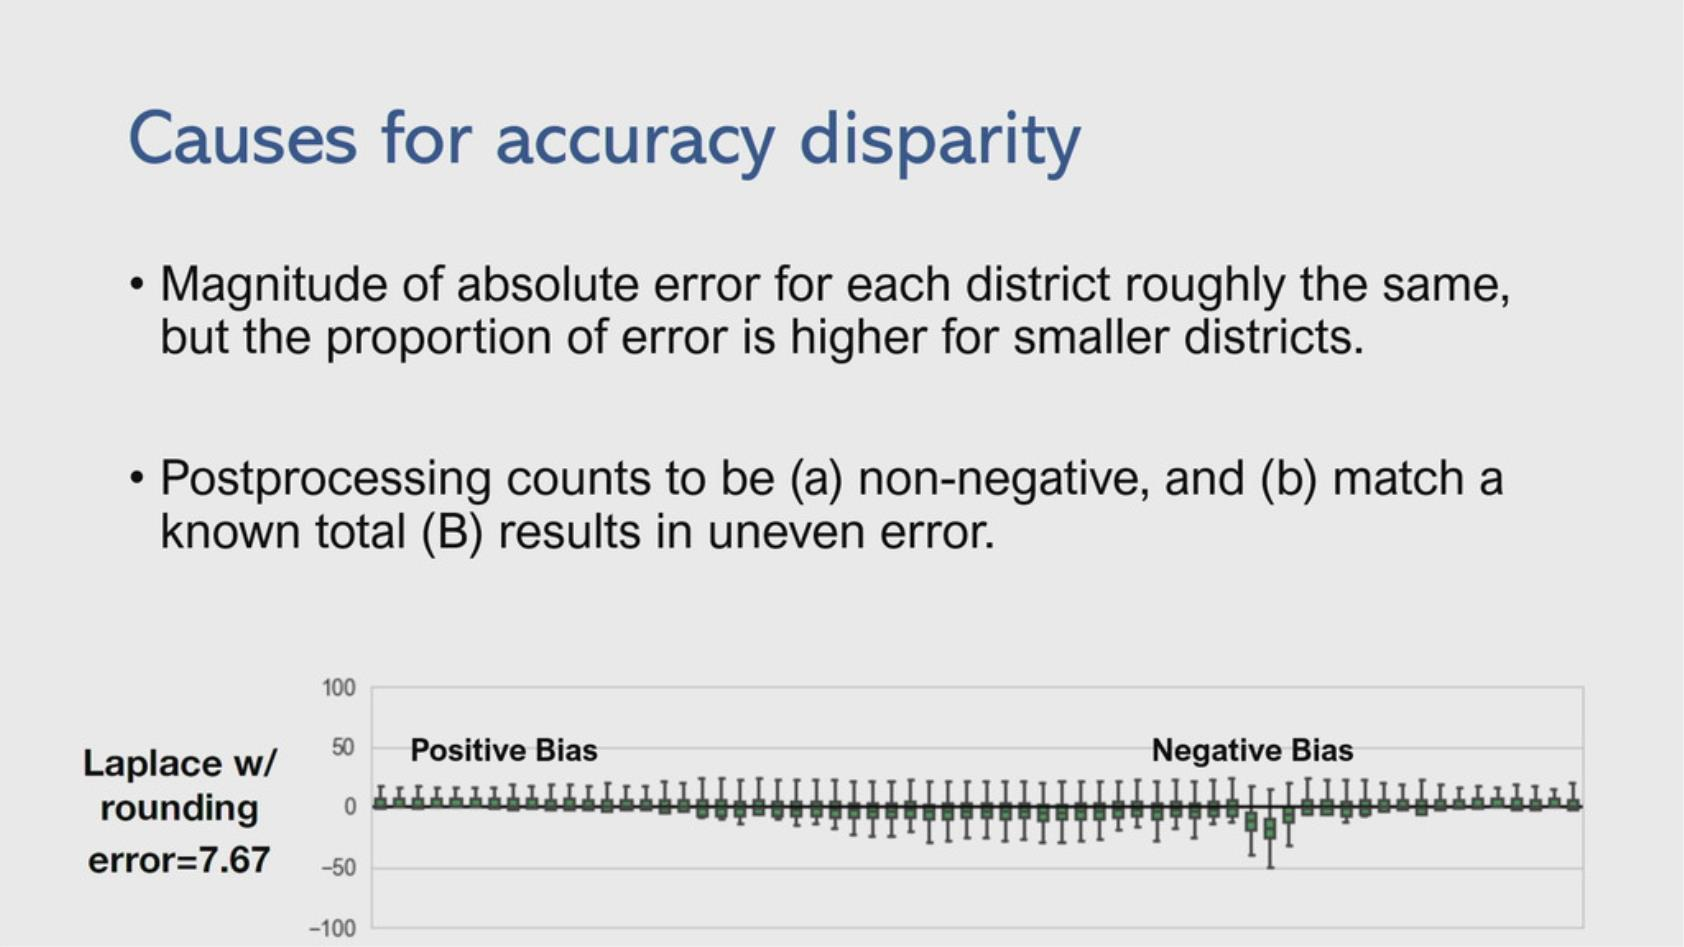 Causes for accuracy disparity
• Magnitude of absolute error for each district roughly the same,
but the proportion of error is higher for smaller districts.
• Postprocessing counts to be (a) non-negative, and (b) match a
known total (B) results in uneven error.
Laplace w/
rounding
error=7.67
100
50
0
−50
−100
Positive Bias
Negative Bias